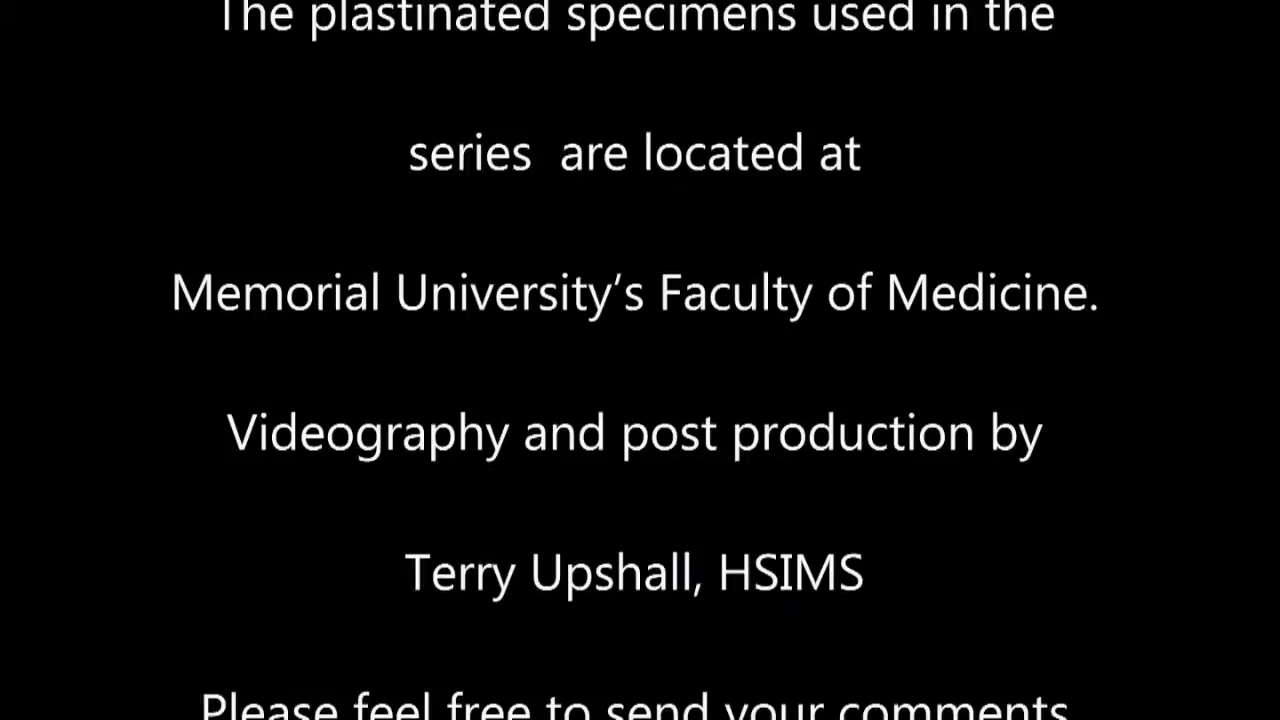 The plastinated specimens used in the
series  are located at
Memorial University’s Faculty of Medicine.
Videography and post production by
Terry Upshall, HSIMS
Please feel free to send your comments